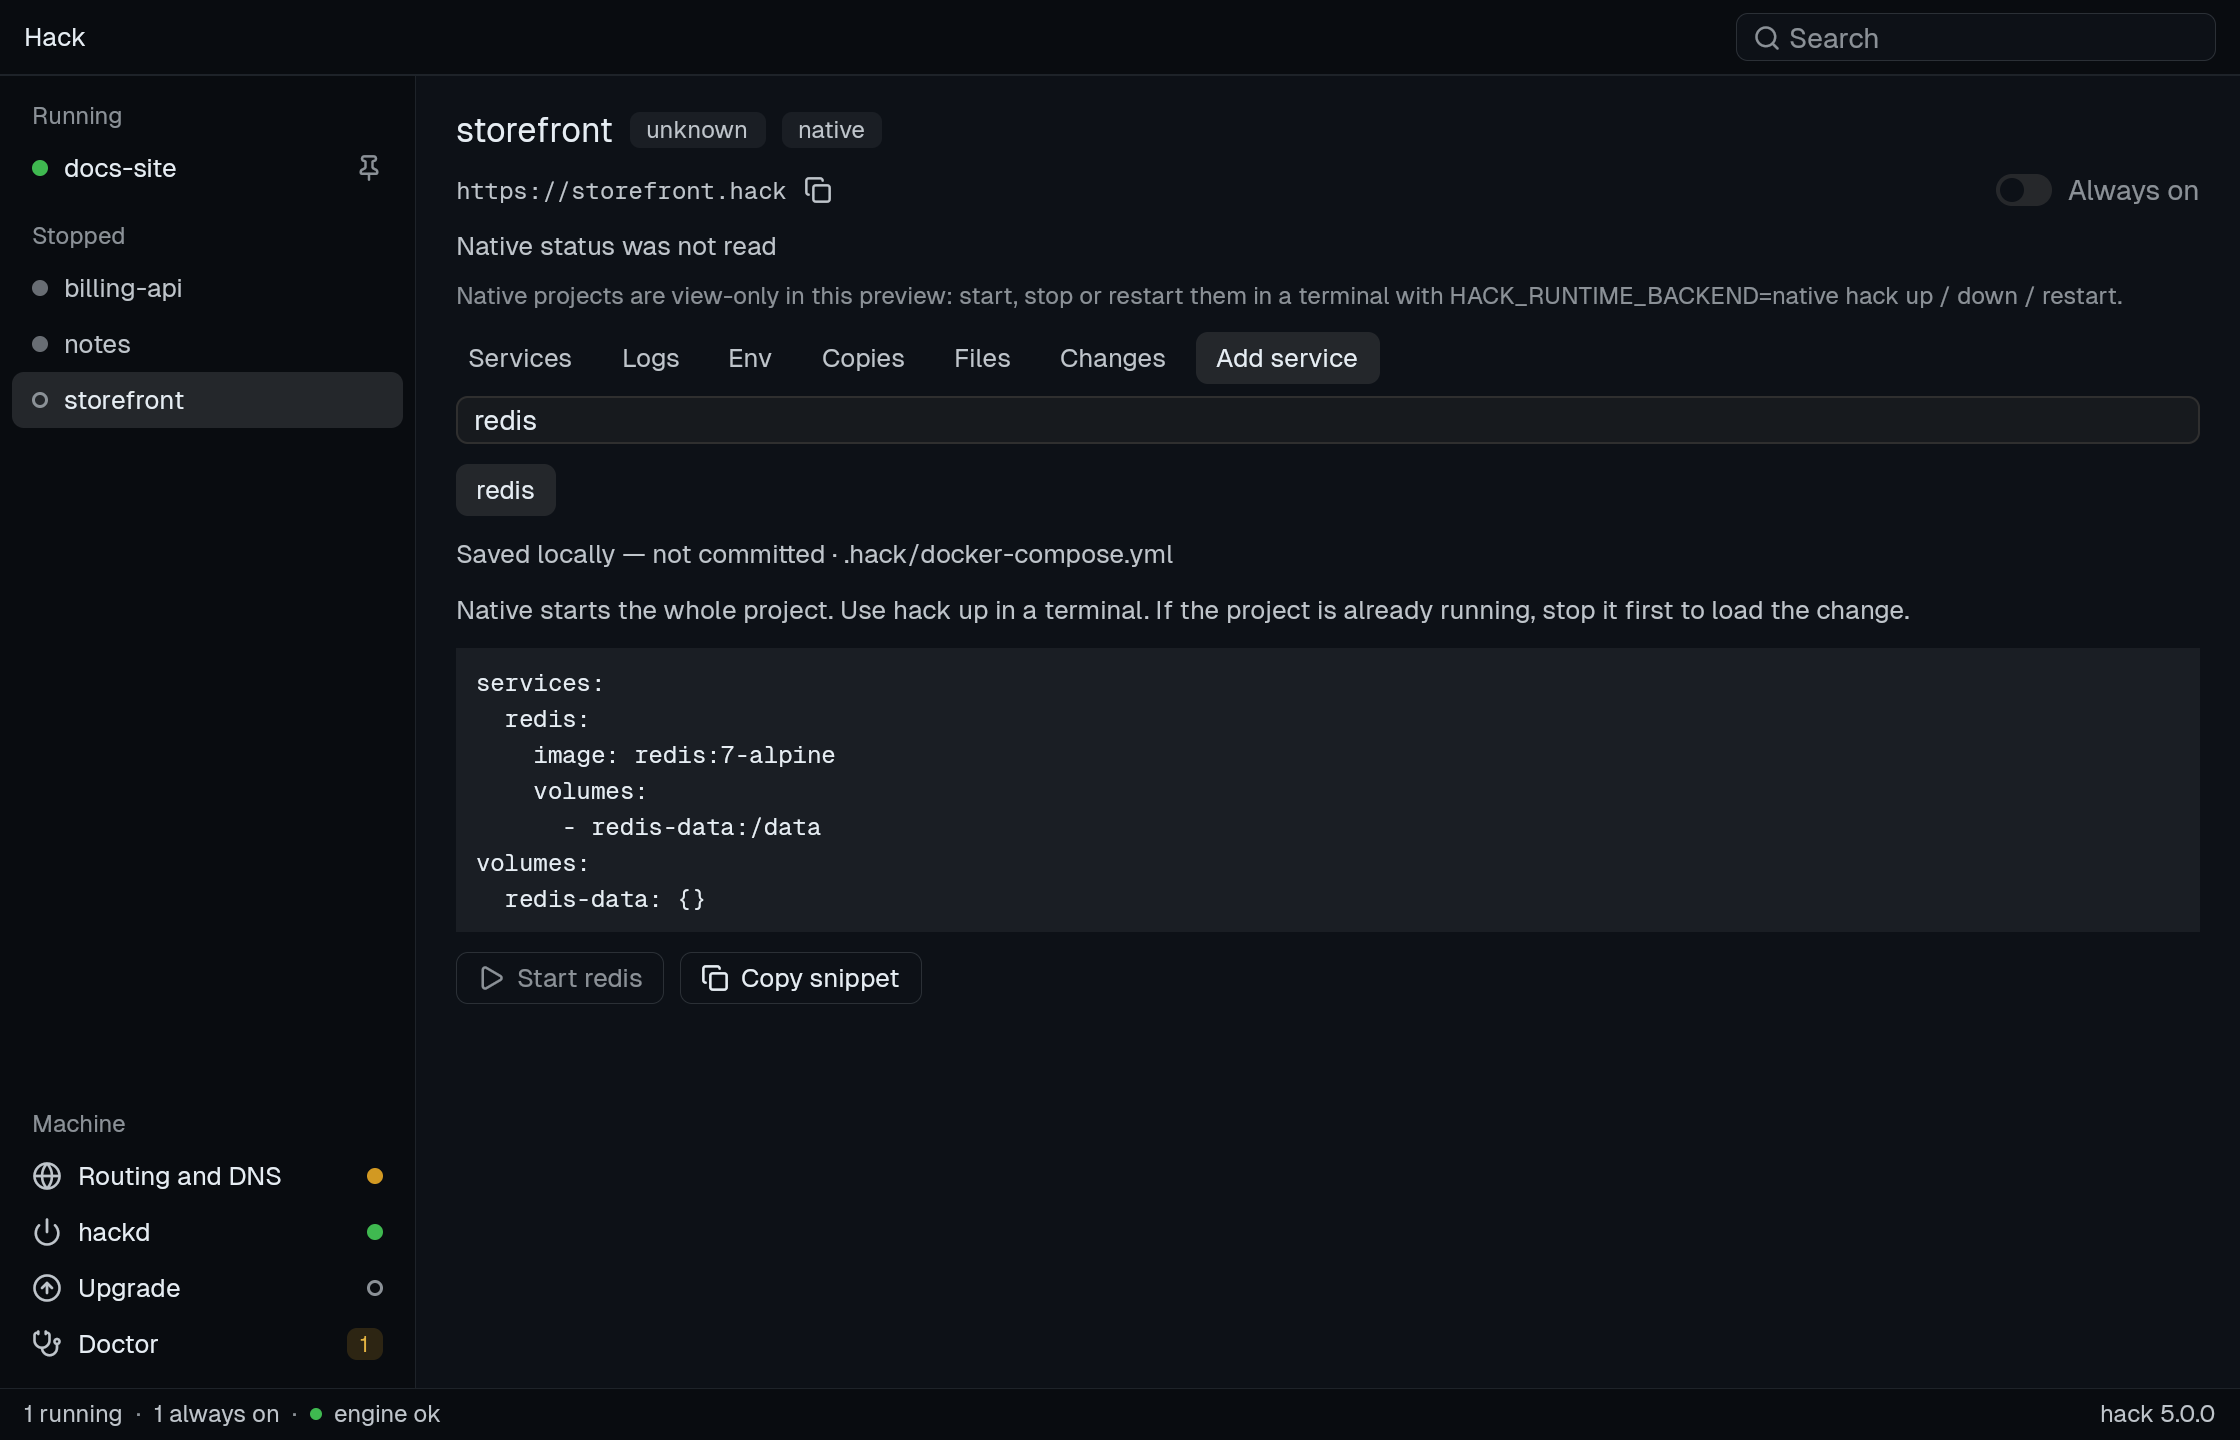 Hack
Search
Running
docs-site
Stopped
billing-api
notes
storefront
Machine
Routing and DNS
hackd
Upgrade
Doctor 1
storefront unknown native
https://storefront.hack
Always on
Native status was not read
Native projects are view-only in this preview: start, stop or restart them in a terminal with HACK_RUNTIME_BACKEND=native hack up / down / restart.
Services Logs Env Copies Files Changes Add service
redis
redis
Saved locally — not committed · .hack/docker-compose.yml
Native starts the whole project. Use hack up in a terminal. If the project is already running, stop it first to load the change.
services:
  redis:
    image: redis:7-alpine
    volumes:
      - redis-data:/data
volumes:
  redis-data: {}
Start redis Copy snippet
1 running · 1 always on · engine ok
hack 5.0.0